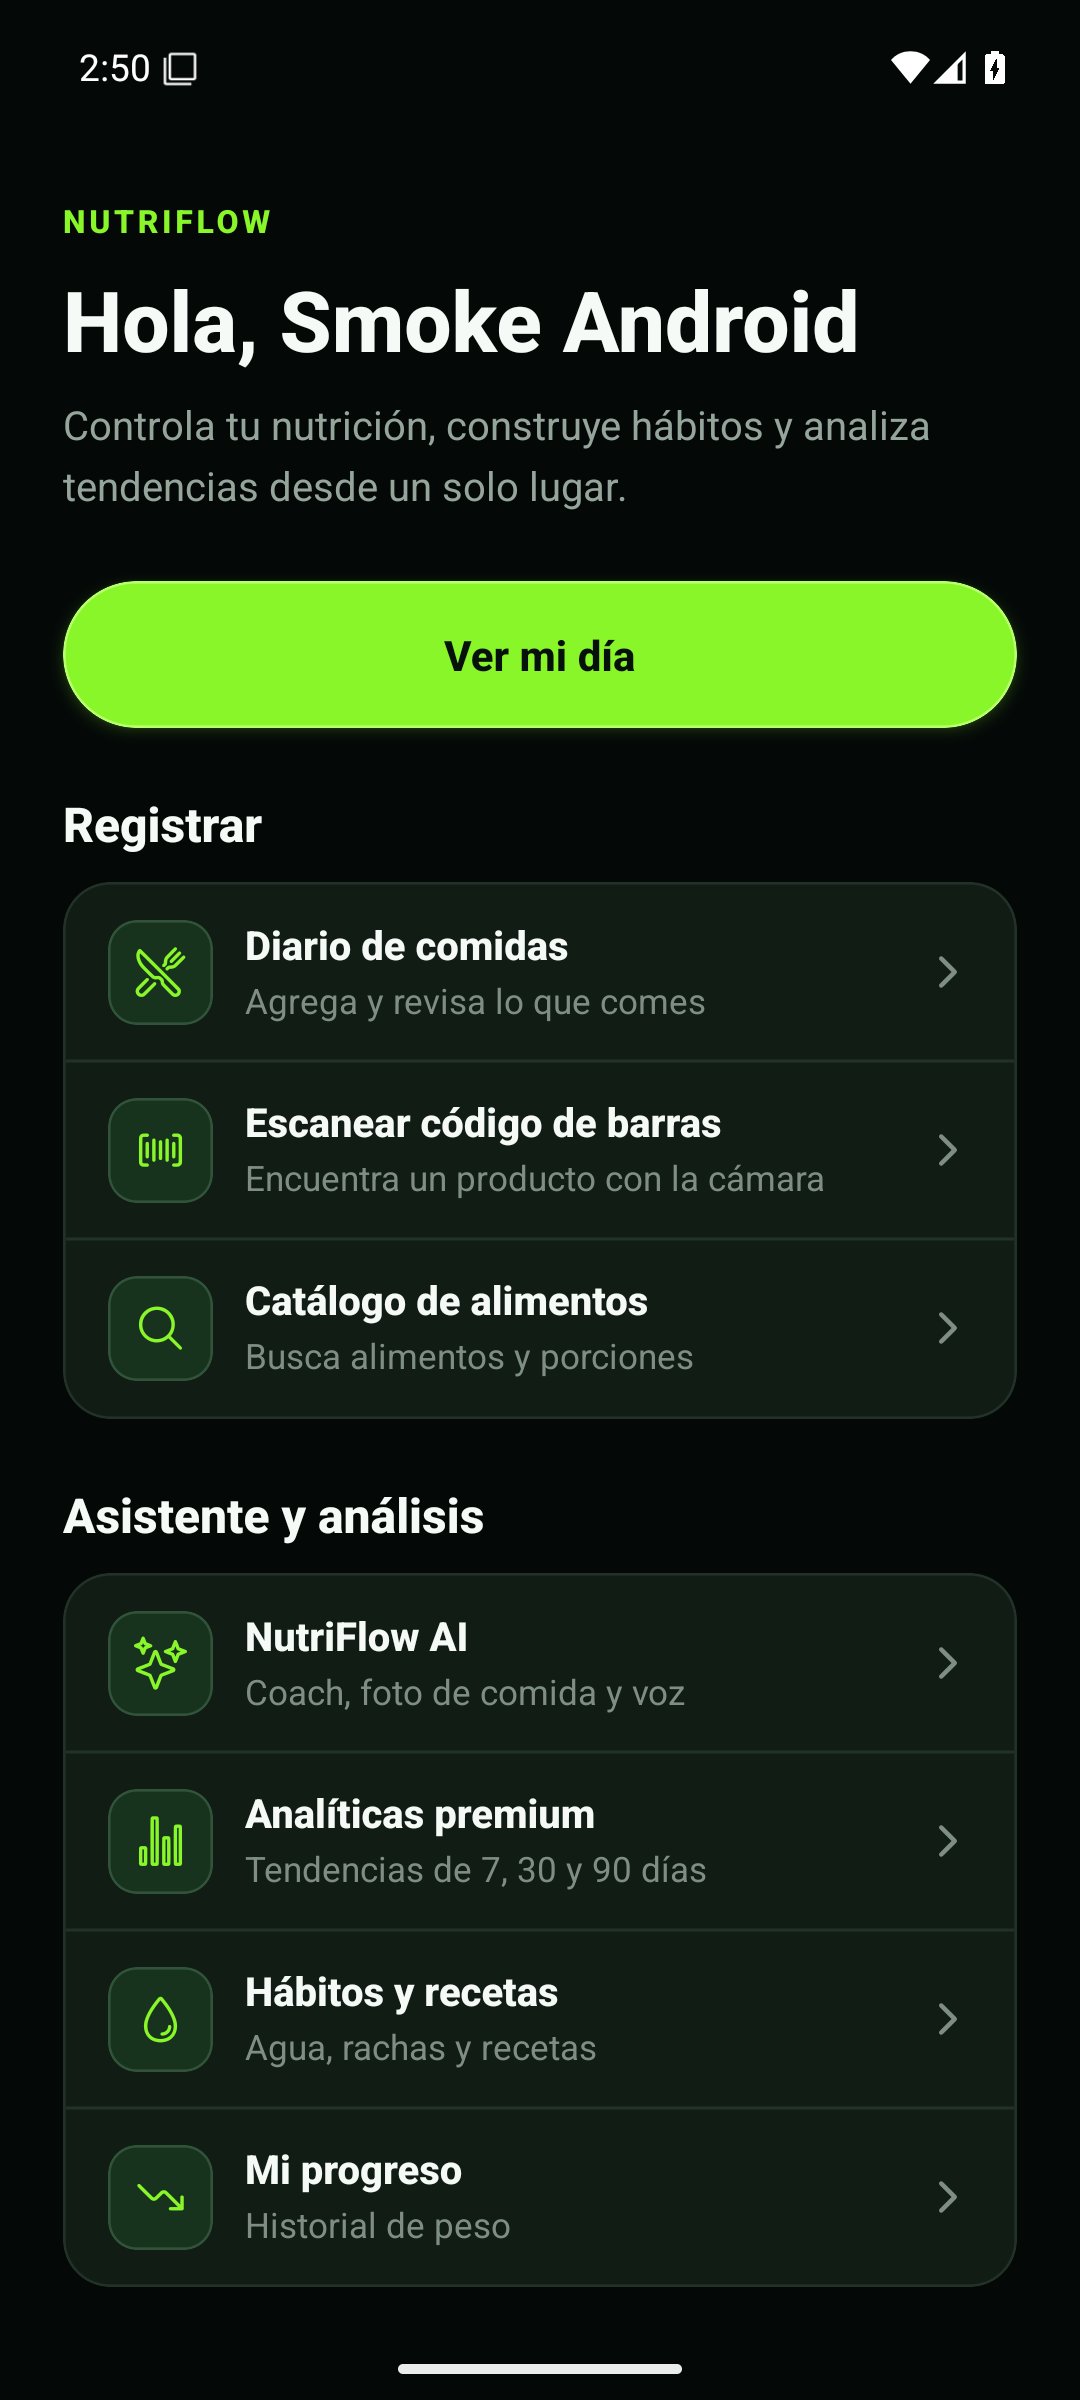 2:50
NUTRIFLOW
Hola, Smoke Android
Controla tu nutrición, construye hábitos y analiza
tendencias desde un solo lugar.
Ver mi día
Registrar
Diario de comidas
Agrega y revisa lo que comes
Escanear código de barras
Encuentra un producto con la cámara
Catálogo de alimentos
Busca alimentos y porciones
Asistente y análisis
NutriFlow AI
Coach, foto de comida y voz
Analíticas premium
Tendencias de 7, 30 y 90 días
Hábitos y recetas
Agua, rachas y recetas
Mi progreso
Historial de peso